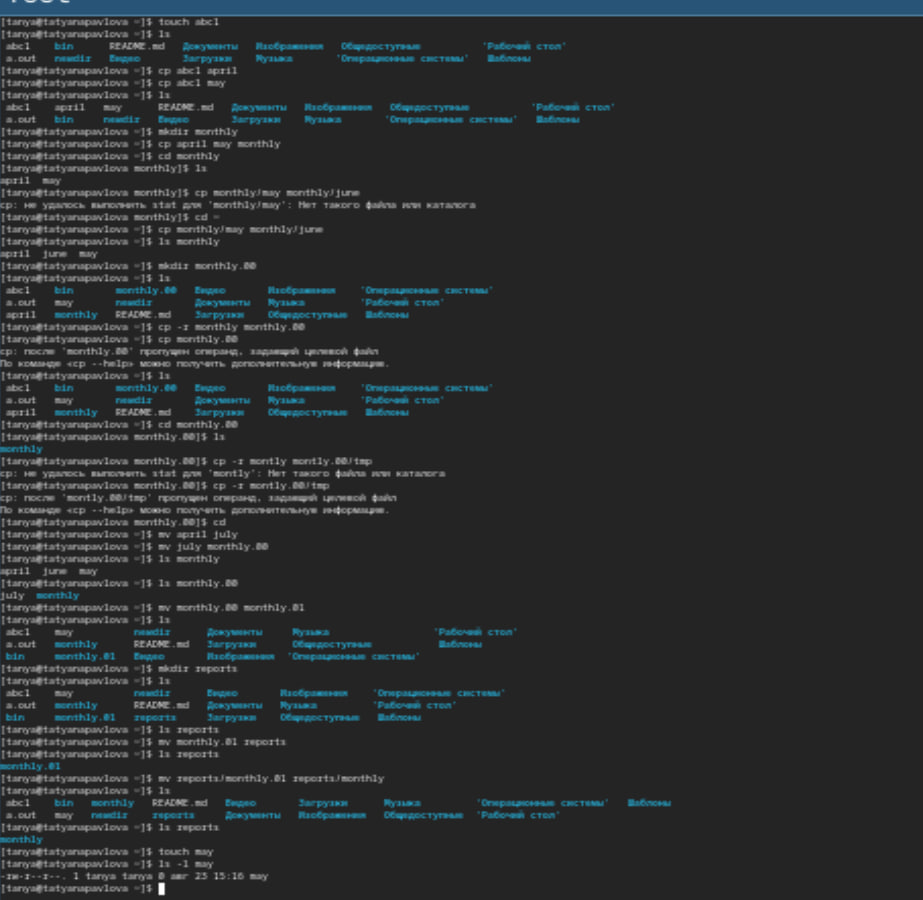 [tanya@tatyanapavlova ~]$ touch abc1
[tanya@tatyanapavlova ~]$ ls
abc1 bin README.md Документы Изображения Общедоступные 'Рабочий стол'
a.out newdir Видео Загрузки Музыка 'Операционные системы' Шаблоны
[tanya@tatyanapavlova ~]$ cp abc1 april
[tanya@tatyanapavlova ~]$ cp abc1 may
[tanya@tatyanapavlova ~]$ ls
abc1 april may README.md Документы Изображения Общедоступные 'Рабочий стол'
a.out bin newdir Видео Загрузки Музыка 'Операционные системы' Шаблоны
[tanya@tatyanapavlova ~]$ mkdir monthly
[tanya@tatyanapavlova ~]$ cp april may monthly
[tanya@tatyanapavlova ~]$ cd monthly
[tanya@tatyanapavlova monthly]$ ls
april may
[tanya@tatyanapavlova monthly]$ cp monthly/may monthly/june
cp: не удалось выполнить stat для 'monthly/may': Нет такого файла или каталога
[tanya@tatyanapavlova monthly]$ cd ~
[tanya@tatyanapavlova ~]$ cp monthly/may monthly/june
[tanya@tatyanapavlova ~]$ ls monthly
april june may
[tanya@tatyanapavlova ~]$ mkdir monthly.00
[tanya@tatyanapavlova ~]$ ls
abc1 bin monthly.00 Видео Изображения 'Операционные системы'
a.out may newdir Документы Музыка 'Рабочий стол'
april monthly README.md Загрузки Общедоступные Шаблоны
[tanya@tatyanapavlova ~]$ cp -r monthly monthly.00
[tanya@tatyanapavlova ~]$ cp monthly.00
cp: после 'monthly.00' пропущен операнд, задающий целевой файл
По команде «cp --help» можно получить дополнительную информацию.
[tanya@tatyanapavlova ~]$ ls
abc1 bin monthly.00 Видео Изображения 'Операционные системы'
a.out may newdir Документы Музыка 'Рабочий стол'
april monthly README.md Загрузки Общедоступные Шаблоны
[tanya@tatyanapavlova ~]$ cd monthly.00
[tanya@tatyanapavlova monthly.00]$ ls
monthly
[tanya@tatyanapavlova monthly.00]$ cp -r montly montly.00/tmp
cp: не удалось выполнить stat для 'montly': Нет такого файла или каталога
[tanya@tatyanapavlova monthly.00]$ cp -r montly.00/tmp
cp: после 'montly.00/tmp' пропущен операнд, задающий целевой файл
По команде «cp --help» можно получить дополнительную информацию.
[tanya@tatyanapavlova monthly.00]$ cd
[tanya@tatyanapavlova ~]$ mv april july
[tanya@tatyanapavlova ~]$ mv july monthly.00
[tanya@tatyanapavlova ~]$ ls monthly
april june may
[tanya@tatyanapavlova ~]$ ls monthly.00
july monthly
[tanya@tatyanapavlova ~]$ mv monthly.00 monthly.01
[tanya@tatyanapavlova ~]$ ls
abc1 may newdir Документы Музыка 'Рабочий стол'
a.out monthly README.md Загрузки Общедоступные Шаблоны
bin monthly.01 Видео Изображения 'Операционные системы'
[tanya@tatyanapavlova ~]$ mkdir reports
[tanya@tatyanapavlova ~]$ ls
abc1 may newdir Видео Изображения 'Операционные системы'
a.out monthly README.md Документы Музыка 'Рабочий стол'
bin monthly.01 reports Загрузки Общедоступные Шаблоны
[tanya@tatyanapavlova ~]$ ls reports
[tanya@tatyanapavlova ~]$ mv monthly.01 reports
[tanya@tatyanapavlova ~]$ ls reports
monthly.01
[tanya@tatyanapavlova ~]$ mv reports/monthly.01 reports/monthly
[tanya@tatyanapavlova ~]$ ls
abc1 bin monthly README.md Видео Загрузки Музыка 'Операционные системы' Шаблоны
a.out may newdir reports Документы Изображения Общедоступные 'Рабочий стол'
[tanya@tatyanapavlova ~]$ ls reports
monthly
[tanya@tatyanapavlova ~]$ touch may
[tanya@tatyanapavlova ~]$ ls -l may
-rw-r--r--. 1 tanya tanya 0 авг 23 15:16 may
[tanya@tatyanapavlova ~]$